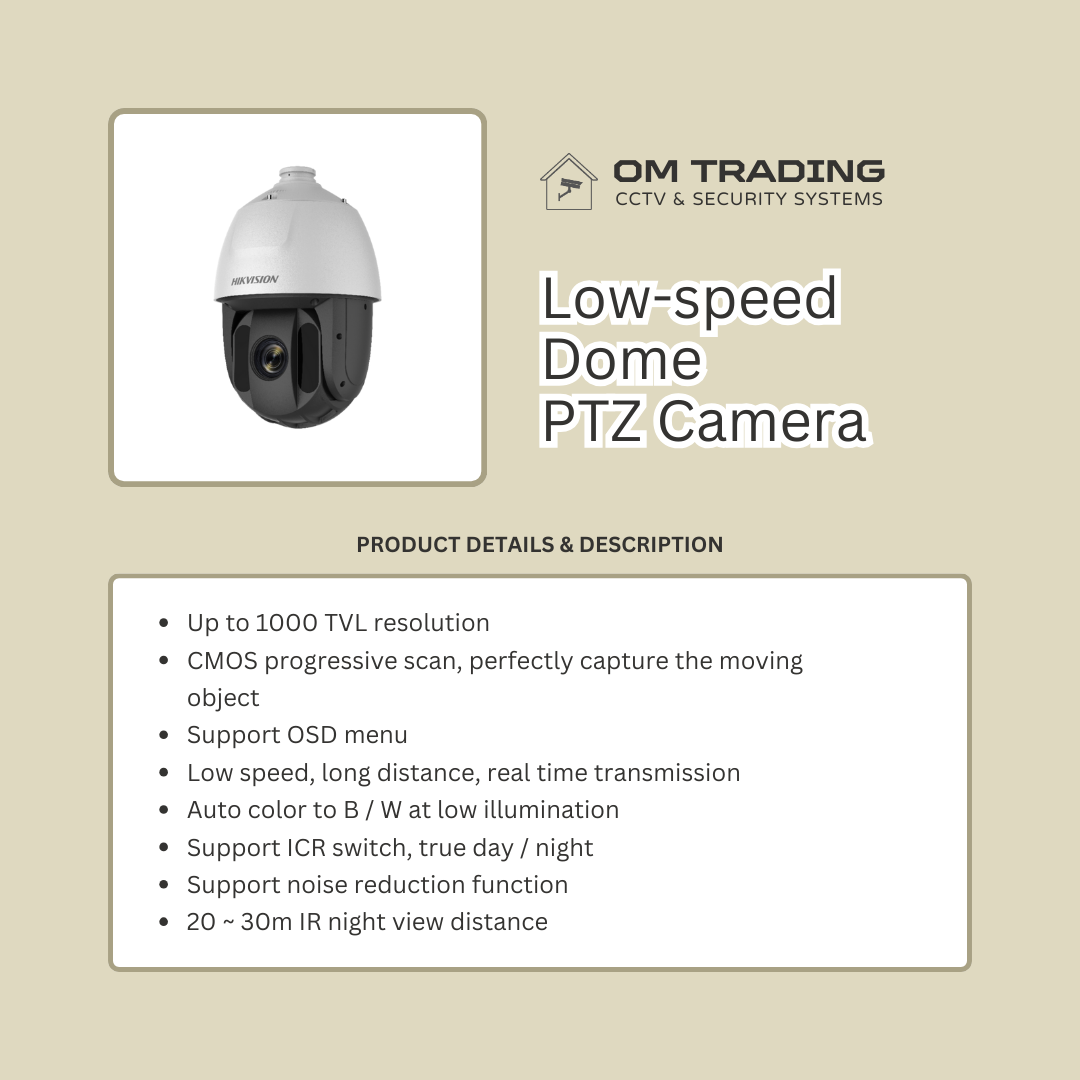 HIKVISION
OM TRADING
CCTV & SECURITY SYSTEMS
Low-speed
Dome
PTZ Camera
PRODUCT DETAILS & DESCRIPTION
• Up to 1000 TVL resolution
• CMOS progressive scan, perfectly capture the moving
object
• Support OSD menu
• Low speed, long distance, real time transmission
• Auto color to B / W at low illumination
• Support ICR switch, true day / night
• Support noise reduction function
• 20 ~ 30m IR night view distance